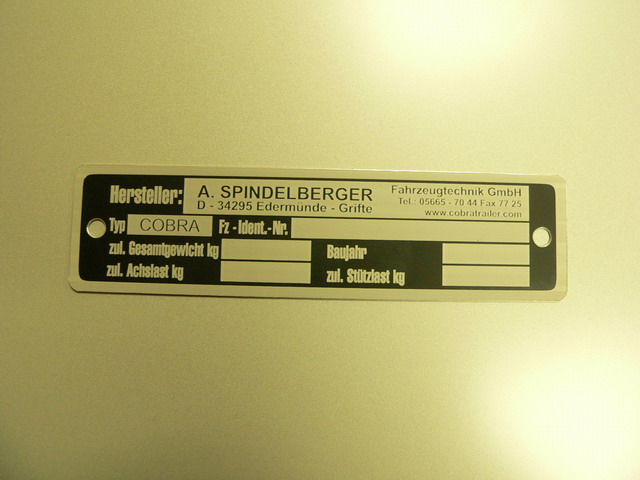 Hersteller: A. SPINDELBERGER Fahrzeugtechnik GmbH
D - 34295 Edermünde - Grifte Tel.: 05665 - 70 44 Fax 77 25
www.cobratrailer.com
Typ COBRA Fz - Ident.- Nr.
zul. Gesamtgewicht kg Baujahr
zul. Achslast kg zul. Stützlast kg